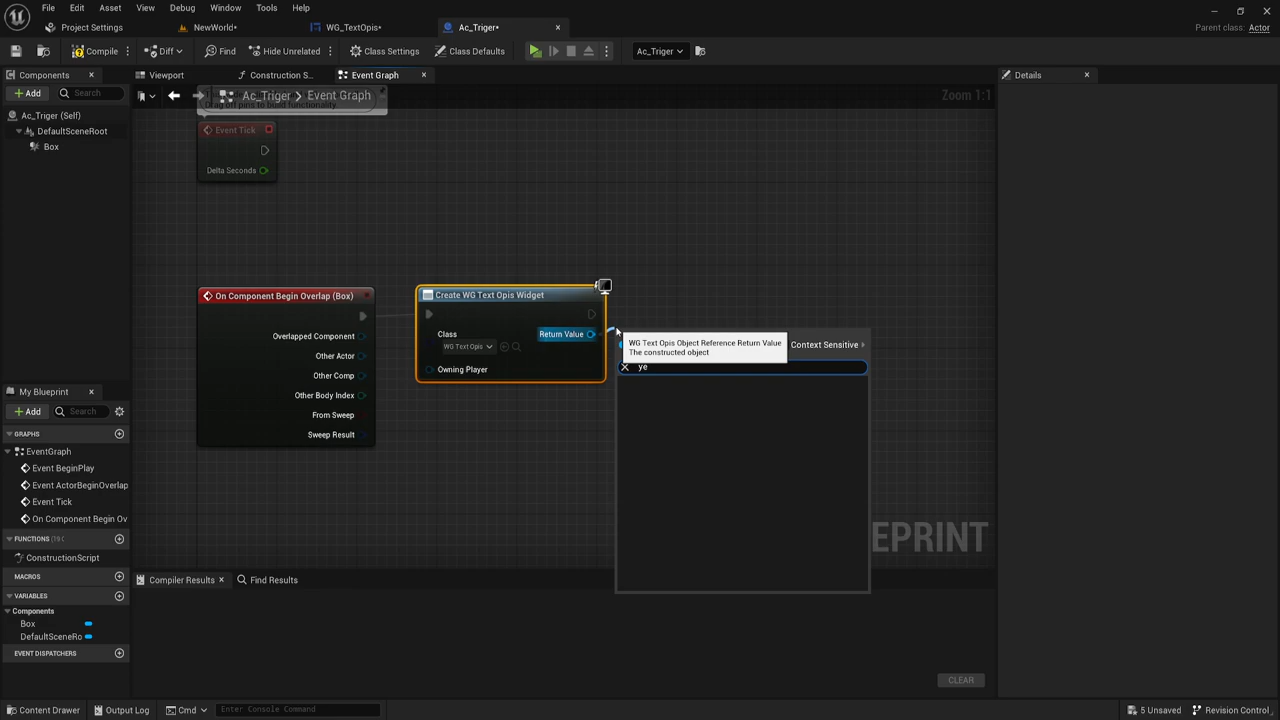 File Edit Asset View Debug Window Tools Help
Project Settings NewWorld* WG_TextOpis* Ac_Triger*
Parent class: Actor
Compile Diff Find Hide Unrelated Class Settings Class Defaults Ac_Triger
Components
Viewport Construction S... Event Graph
Details
Add Search
Ac_Triger > Event Graph
Zoom 1:1
Drag off pins to build functionality.
Ac_Triger (Self)
DefaultSceneRoot
Box
Event Tick
Delta Seconds
On Component Begin Overlap (Box)
Overlapped Component
Other Actor
Other Comp
Other Body Index
From Sweep
Sweep Result
Create WG Text Opis Widget
Class
WG Text Opis
Return Value
Owning Player
WG Text Opis Object Reference Return Value
The constructed object
Context Sensitive
ye
My Blueprint
Add Search
GRAPHS
EventGraph
Event BeginPlay
Event ActorBeginOverlap
Event Tick
On Component Begin Ov
FUNCTIONS
ConstructionScript
MACROS
VARIABLES
Components
Box
DefaultSceneRo
EVENT DISPATCHERS
EPRINT
Compiler Results Find Results
CLEAR
Content Drawer Output Log Cmd Enter Console Command
5 Unsaved Revision Control